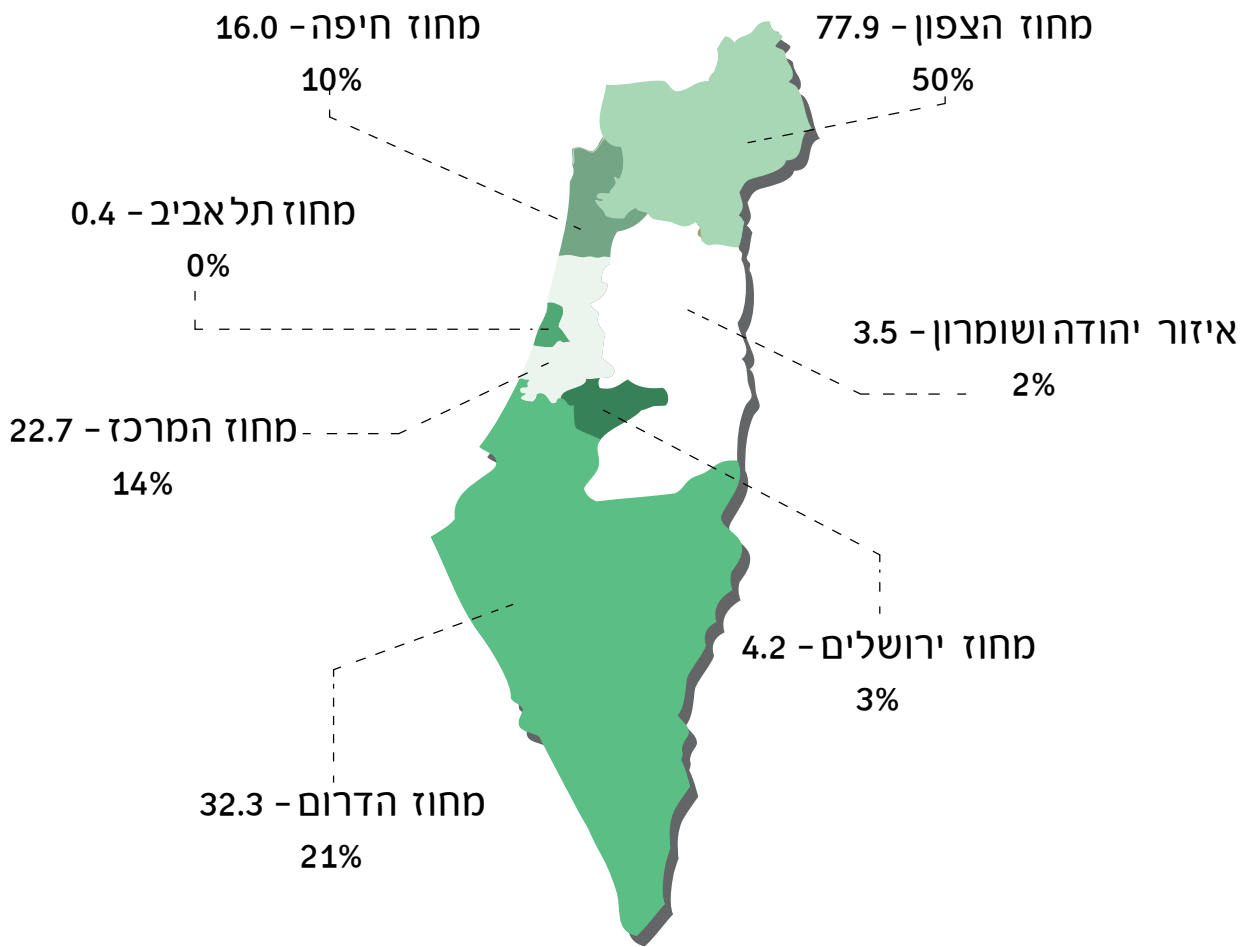 מחוז הצפון – 77.9
50%
מחוז חיפה – 16.0
10%
מחוז תל אביב – 0.4
0%
איזור יהודה ושומרון – 3.5
2%
מחוז המרכז – 22.7
14%
מחוז ירושלים – 4.2
3%
מחוז הדרום – 32.3
21%